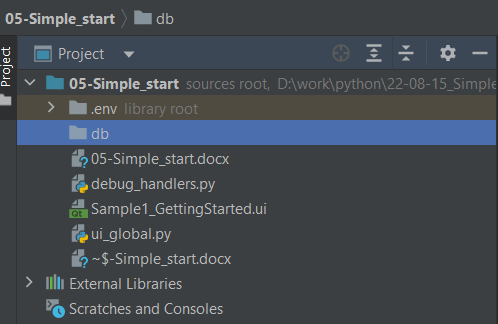 05-Simple_start > db
Project
Project
05-Simple_start sources root, D:\work\python\22-08-15_Simple
.env library root
db
05-Simple_start.docx
debug_handlers.py
Qt Sample1_GettingStarted.ui
ui_global.py
~$-Simple_start.docx
External Libraries
Scratches and Consoles